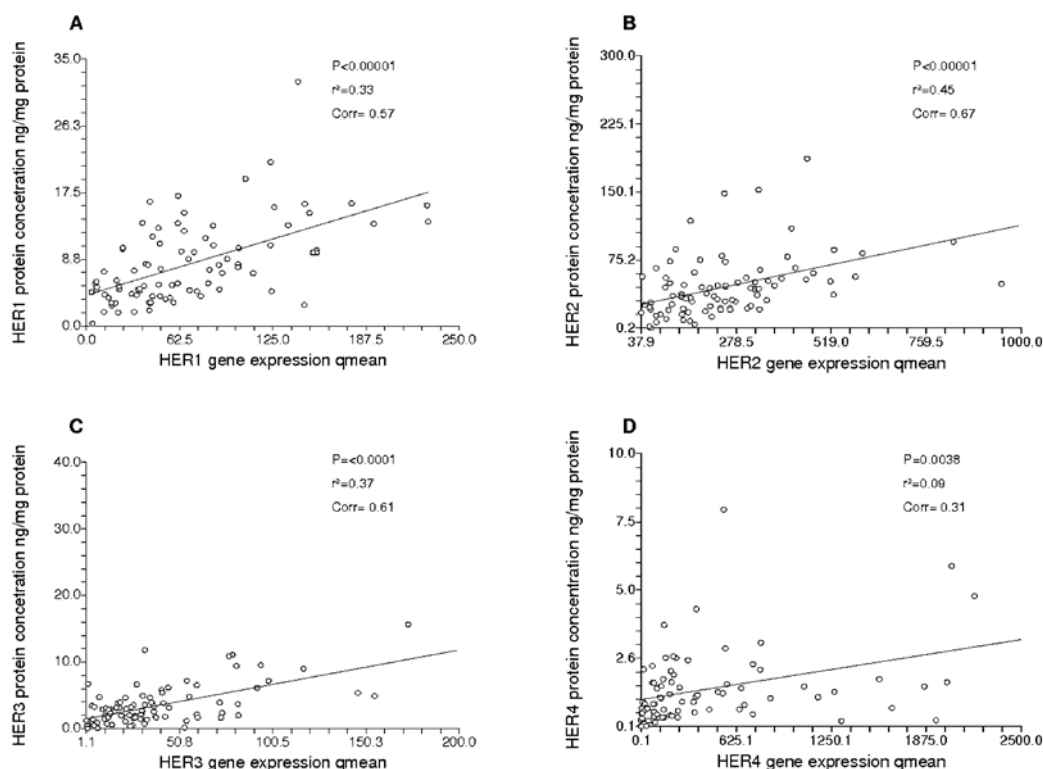 A
HER1 protein concetration ng/mg protein
35.0
26.3
17.5
8.8
0.0
P<0.00001
r²=0.33
Corr= 0.57
0.0 62.5 125.0 187.5 250.0
HER1 gene expression qmean
B
HER2 protein concetration ng/mg protein
300.0
225.1
150.1
75.2
0.2
P<0.00001
r²=0.45
Corr= 0.67
37.9 278.5 519.0 759.5 1000.0
HER2 gene expression qmean
C
HER3 protein concetration ng/mg protein
40.0
30.0
20.0
10.0
0.0
P=<0.0001
r²=0.37
Corr= 0.61
1.1 50.8 100.5 150.3 200.0
HER3 gene expression qmean
D
HER4 protein concentration ng/mg protein
10.0
7.5
5.0
2.6
0.1
P=0.0038
r²=0.09
Corr= 0.31
0.1 625.1 1250.1 1875.0 2500.0
HER4 gene expression qmean